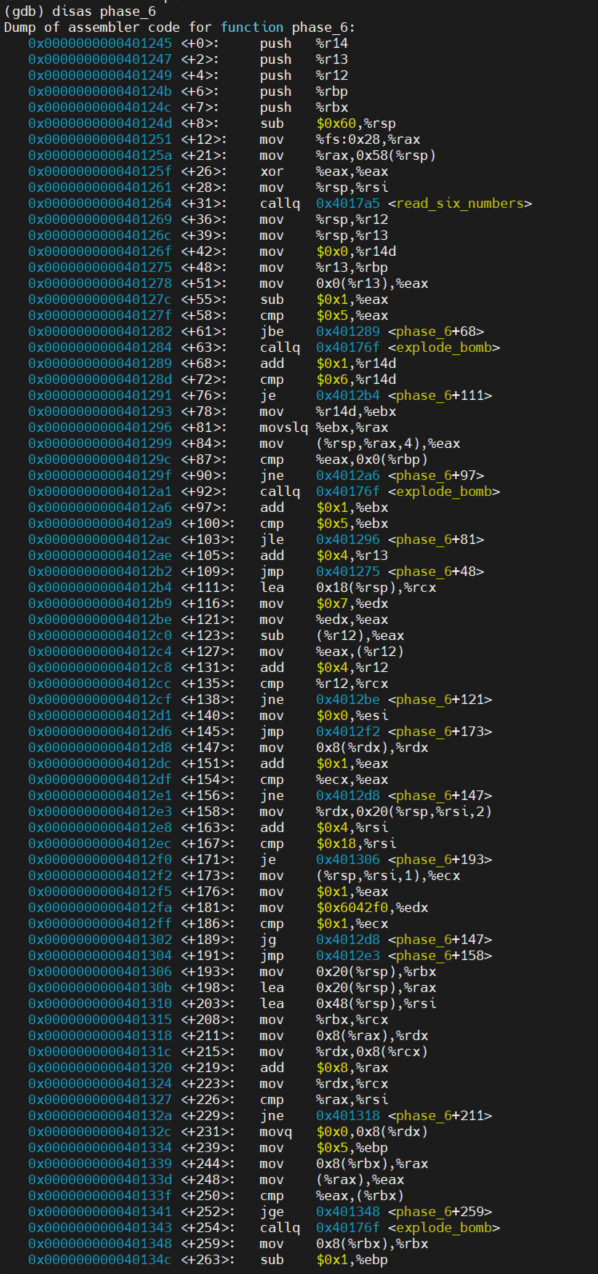 (gdb) disas phase_6
Dump of assembler code for function phase_6:
0x0000000000401245 <+0>: push %r14
0x0000000000401247 <+2>: push %r13
0x0000000000401249 <+4>: push %r12
0x000000000040124b <+6>: push %rbp
0x000000000040124c <+7>: push %rbx
0x000000000040124d <+8>: sub $0x60,%rsp
0x0000000000401251 <+12>: mov %fs:0x28,%rax
0x000000000040125a <+21>: mov %rax,0x58(%rsp)
0x000000000040125f <+26>: xor %eax,%eax
0x0000000000401261 <+28>: mov %rsp,%rsi
0x0000000000401264 <+31>: callq 0x4017a5 <read_six_numbers>
0x0000000000401269 <+36>: mov %rsp,%r12
0x000000000040126c <+39>: mov %rsp,%r13
0x000000000040126f <+42>: mov $0x0,%r14d
0x0000000000401275 <+48>: mov %r13,%rbp
0x0000000000401278 <+51>: mov 0x0(%r13),%eax
0x000000000040127c <+55>: sub $0x1,%eax
0x000000000040127f <+58>: cmp $0x5,%eax
0x0000000000401282 <+61>: jbe 0x401289 <phase_6+68>
0x0000000000401284 <+63>: callq 0x40176f <explode_bomb>
0x0000000000401289 <+68>: add $0x1,%r14d
0x000000000040128d <+72>: cmp $0x6,%r14d
0x0000000000401291 <+76>: je 0x4012b4 <phase_6+111>
0x0000000000401293 <+78>: mov %r14d,%ebx
0x0000000000401296 <+81>: movslq %ebx,%rax
0x0000000000401299 <+84>: mov (%rsp,%rax,4),%eax
0x000000000040129c <+87>: cmp %eax,0x0(%rbp)
0x000000000040129f <+90>: jne 0x4012a6 <phase_6+97>
0x00000000004012a1 <+92>: callq 0x40176f <explode_bomb>
0x00000000004012a6 <+97>: add $0x1,%ebx
0x00000000004012a9 <+100>: cmp $0x5,%ebx
0x00000000004012ac <+103>: jle 0x401296 <phase_6+81>
0x00000000004012ae <+105>: add $0x4,%r13
0x00000000004012b2 <+109>: jmp 0x401275 <phase_6+48>
0x00000000004012b4 <+111>: lea 0x18(%rsp),%rcx
0x00000000004012b9 <+116>: mov $0x7,%edx
0x00000000004012be <+121>: mov %edx,%eax
0x00000000004012c0 <+123>: sub (%r12),%eax
0x00000000004012c4 <+127>: mov %eax,(%r12)
0x00000000004012c8 <+131>: add $0x4,%r12
0x00000000004012cc <+135>: cmp %r12,%rcx
0x00000000004012cf <+138>: jne 0x4012be <phase_6+121>
0x00000000004012d1 <+140>: mov $0x0,%esi
0x00000000004012d6 <+145>: jmp 0x4012f2 <phase_6+173>
0x00000000004012d8 <+147>: mov 0x8(%rdx),%rdx
0x00000000004012dc <+151>: add $0x1,%eax
0x00000000004012df <+154>: cmp %ecx,%eax
0x00000000004012e1 <+156>: jne 0x4012d8 <phase_6+147>
0x00000000004012e3 <+158>: mov %rdx,0x20(%rsp,%rsi,2)
0x00000000004012e8 <+163>: add $0x4,%rsi
0x00000000004012ec <+167>: cmp $0x18,%rsi
0x00000000004012f0 <+171>: je 0x401306 <phase_6+193>
0x00000000004012f2 <+173>: mov (%rsp,%rsi,1),%ecx
0x00000000004012f5 <+176>: mov $0x1,%eax
0x00000000004012fa <+181>: mov $0x6042f0,%edx
0x00000000004012ff <+186>: cmp $0x1,%ecx
0x0000000000401302 <+189>: jg 0x4012d8 <phase_6+147>
0x0000000000401304 <+191>: jmp 0x4012e3 <phase_6+158>
0x0000000000401306 <+193>: mov 0x20(%rsp),%rbx
0x000000000040130b <+198>: lea 0x20(%rsp),%rax
0x0000000000401310 <+203>: lea 0x48(%rsp),%rsi
0x0000000000401315 <+208>: mov %rbx,%rcx
0x0000000000401318 <+211>: mov 0x8(%rax),%rdx
0x000000000040131c <+215>: mov %rdx,0x8(%rcx)
0x0000000000401320 <+219>: add $0x8,%rax
0x0000000000401324 <+223>: mov %rdx,%rcx
0x0000000000401327 <+226>: cmp %rax,%rsi
0x000000000040132a <+229>: jne 0x401318 <phase_6+211>
0x000000000040132c <+231>: movq $0x0,0x8(%rdx)
0x0000000000401334 <+239>: mov $0x5,%ebp
0x0000000000401339 <+244>: mov 0x8(%rbx),%rax
0x000000000040133d <+248>: mov (%rax),%eax
0x000000000040133f <+250>: cmp %eax,(%rbx)
0x0000000000401341 <+252>: jge 0x401348 <phase_6+259>
0x0000000000401343 <+254>: callq 0x40176f <explode_bomb>
0x0000000000401348 <+259>: mov 0x8(%rbx),%rbx
0x000000000040134c <+263>: sub $0x1,%ebp